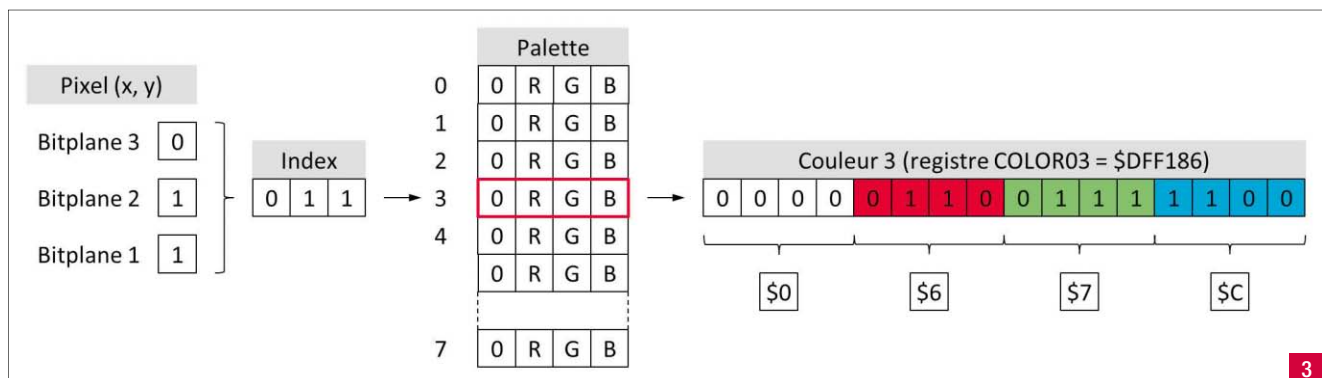 Pixel (x, y)
Bitplane 3 0
Bitplane 2 1
Bitplane 1 1
Index
0 1 1
Palette
0 0 R G B
1 0 R G B
2 0 R G B
3 0 R G B
4 0 R G B
0 R G B
7 0 R G B
Couleur 3 (registre COLOR03 = $DFF186)
0 0 0 0 0 1 1 0 0 1 1 1 1 1 0 0
$0 $6 $7 $C
3